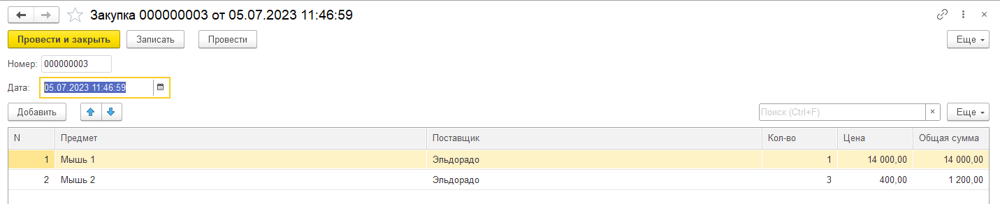 Закупка 000000003 от 05.07.2023 11:46:59
Провести и закрыть Записать Провести Еще
Номер: 000000003
Дата: 05.07.2023 11:46:59
Добавить Поиск (Ctrl+F) × Еще
N Предмет Поставщик Кол-во Цена Общая сумма
1 Мышь 1 Эльдорадо 1 14 000,00 14 000,00
2 Мышь 2 Эльдорадо 3 400,00 1 200,00